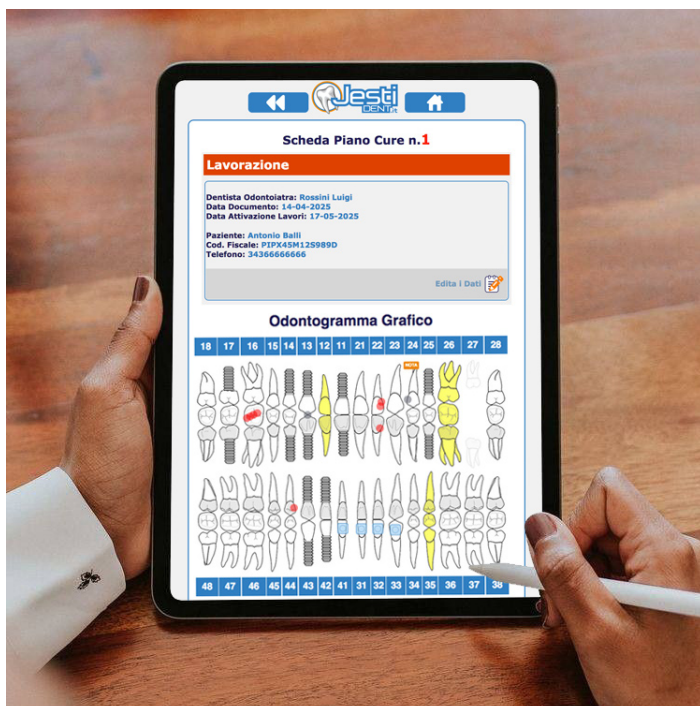 Jesti
DENT.it
Scheda Piano Cure n.1
Lavorazione
Dentista Odontoiatra: Rossini Luigi
Data Documento: 14-04-2025
Data Attivazione Lavori: 17-05-2025
Paziente: Antonio Balli
Cod. Fiscale: PIPX45M12S989D
Telefono: 34366666666
Edita i Dati
Odontogramma Grafico
18 17 16 15 14 13 12 11 21 22 23 24 25 26 27 28
NOTA
48 47 46 45 44 43 42 41 31 32 33 34 35 36 37 38